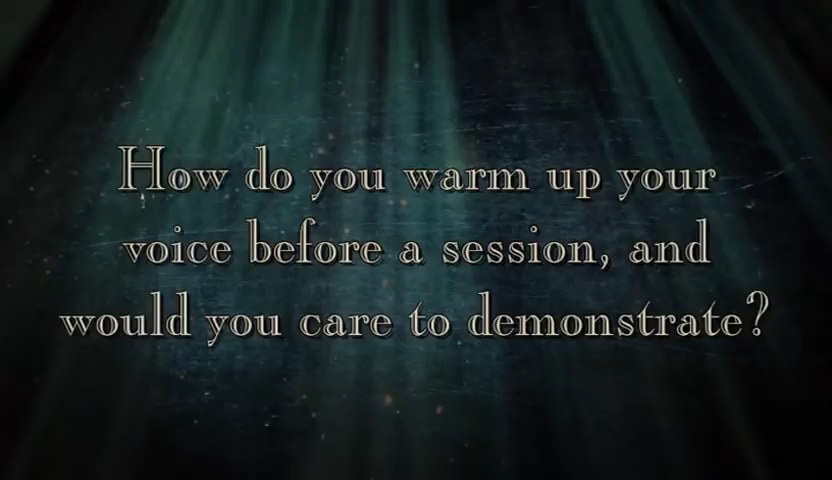 How do you warm up your
voice before a session, and
would you care to demonstrate?